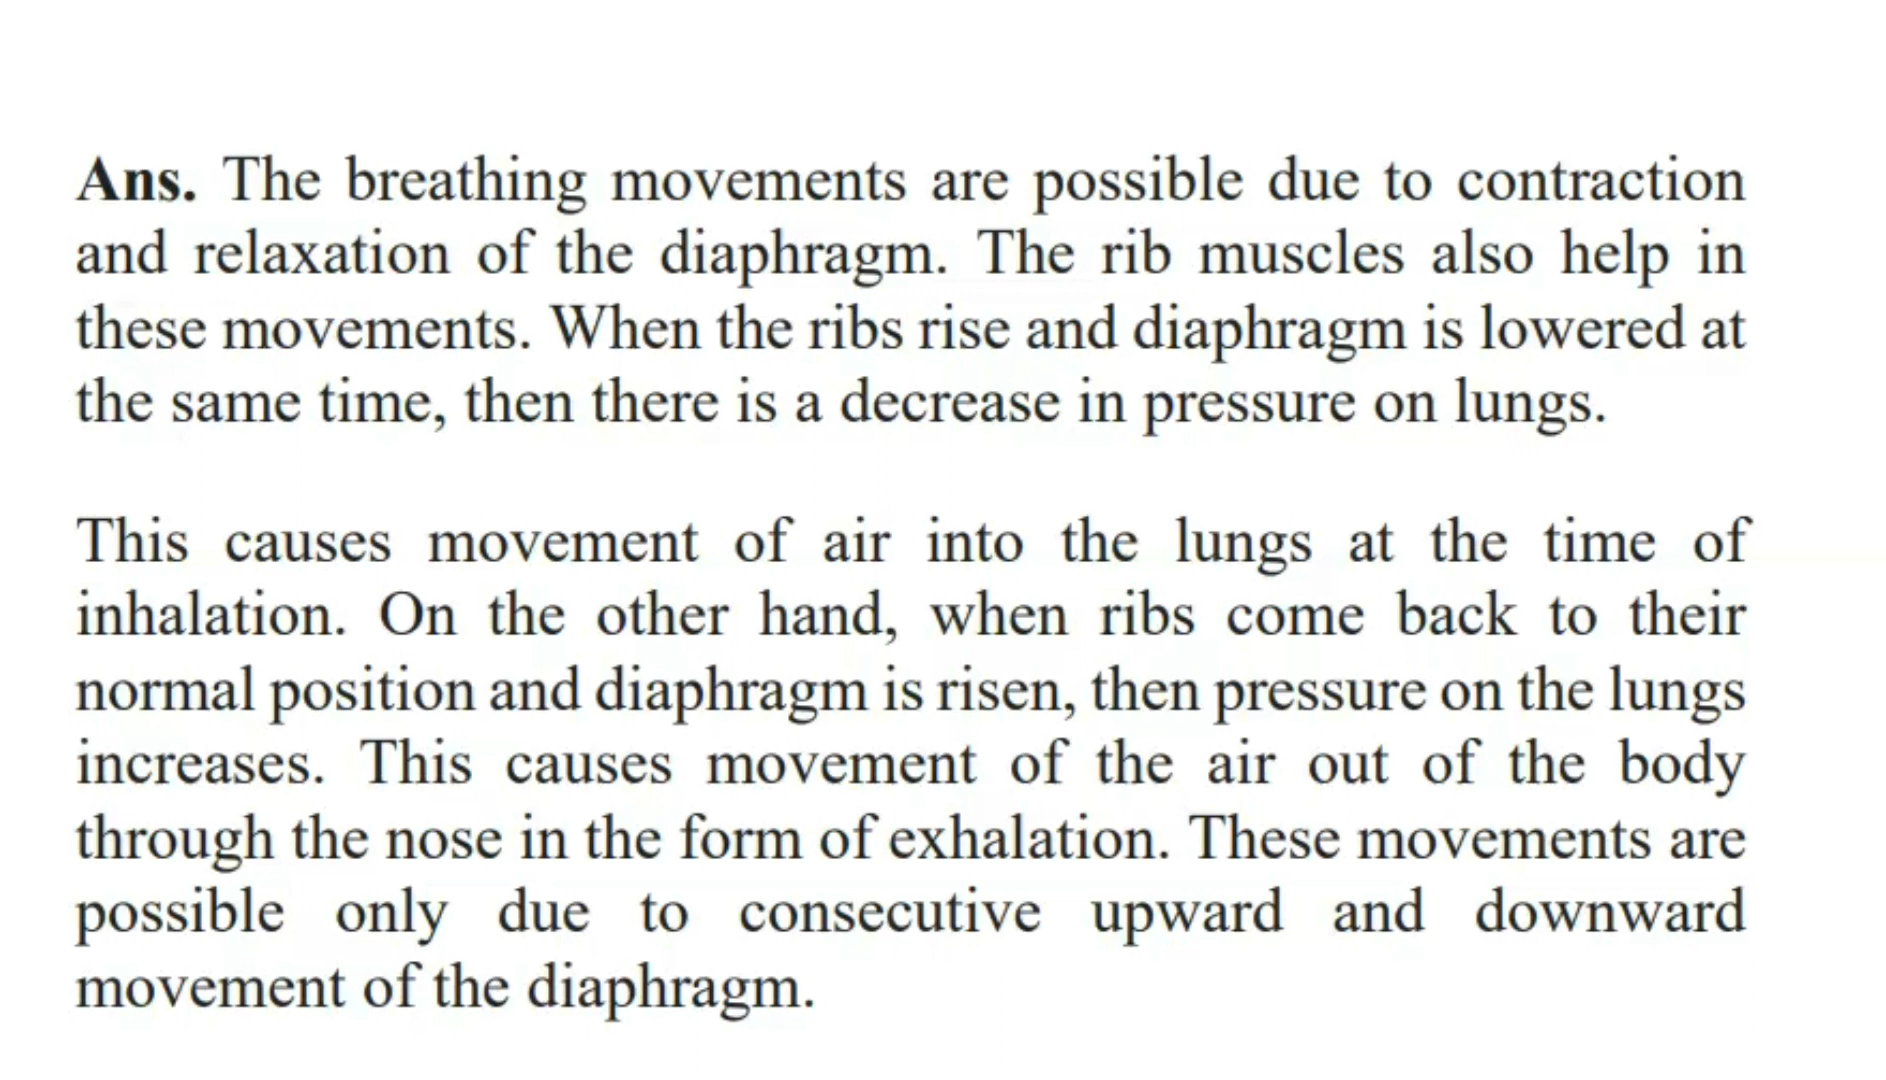 Ans. The breathing movements are possible due to contraction
and relaxation of the diaphragm. The rib muscles also help in
these movements. When the ribs rise and diaphragm is lowered at
the same time, then there is a decrease in pressure on lungs.
This causes movement of air into the lungs at the time of
inhalation. On the other hand, when ribs come back to their
normal position and diaphragm is risen, then pressure on the lungs
increases. This causes movement of the air out of the body
through the nose in the form of exhalation. These movements are
possible only due to consecutive upward and downward
movement of the diaphragm.